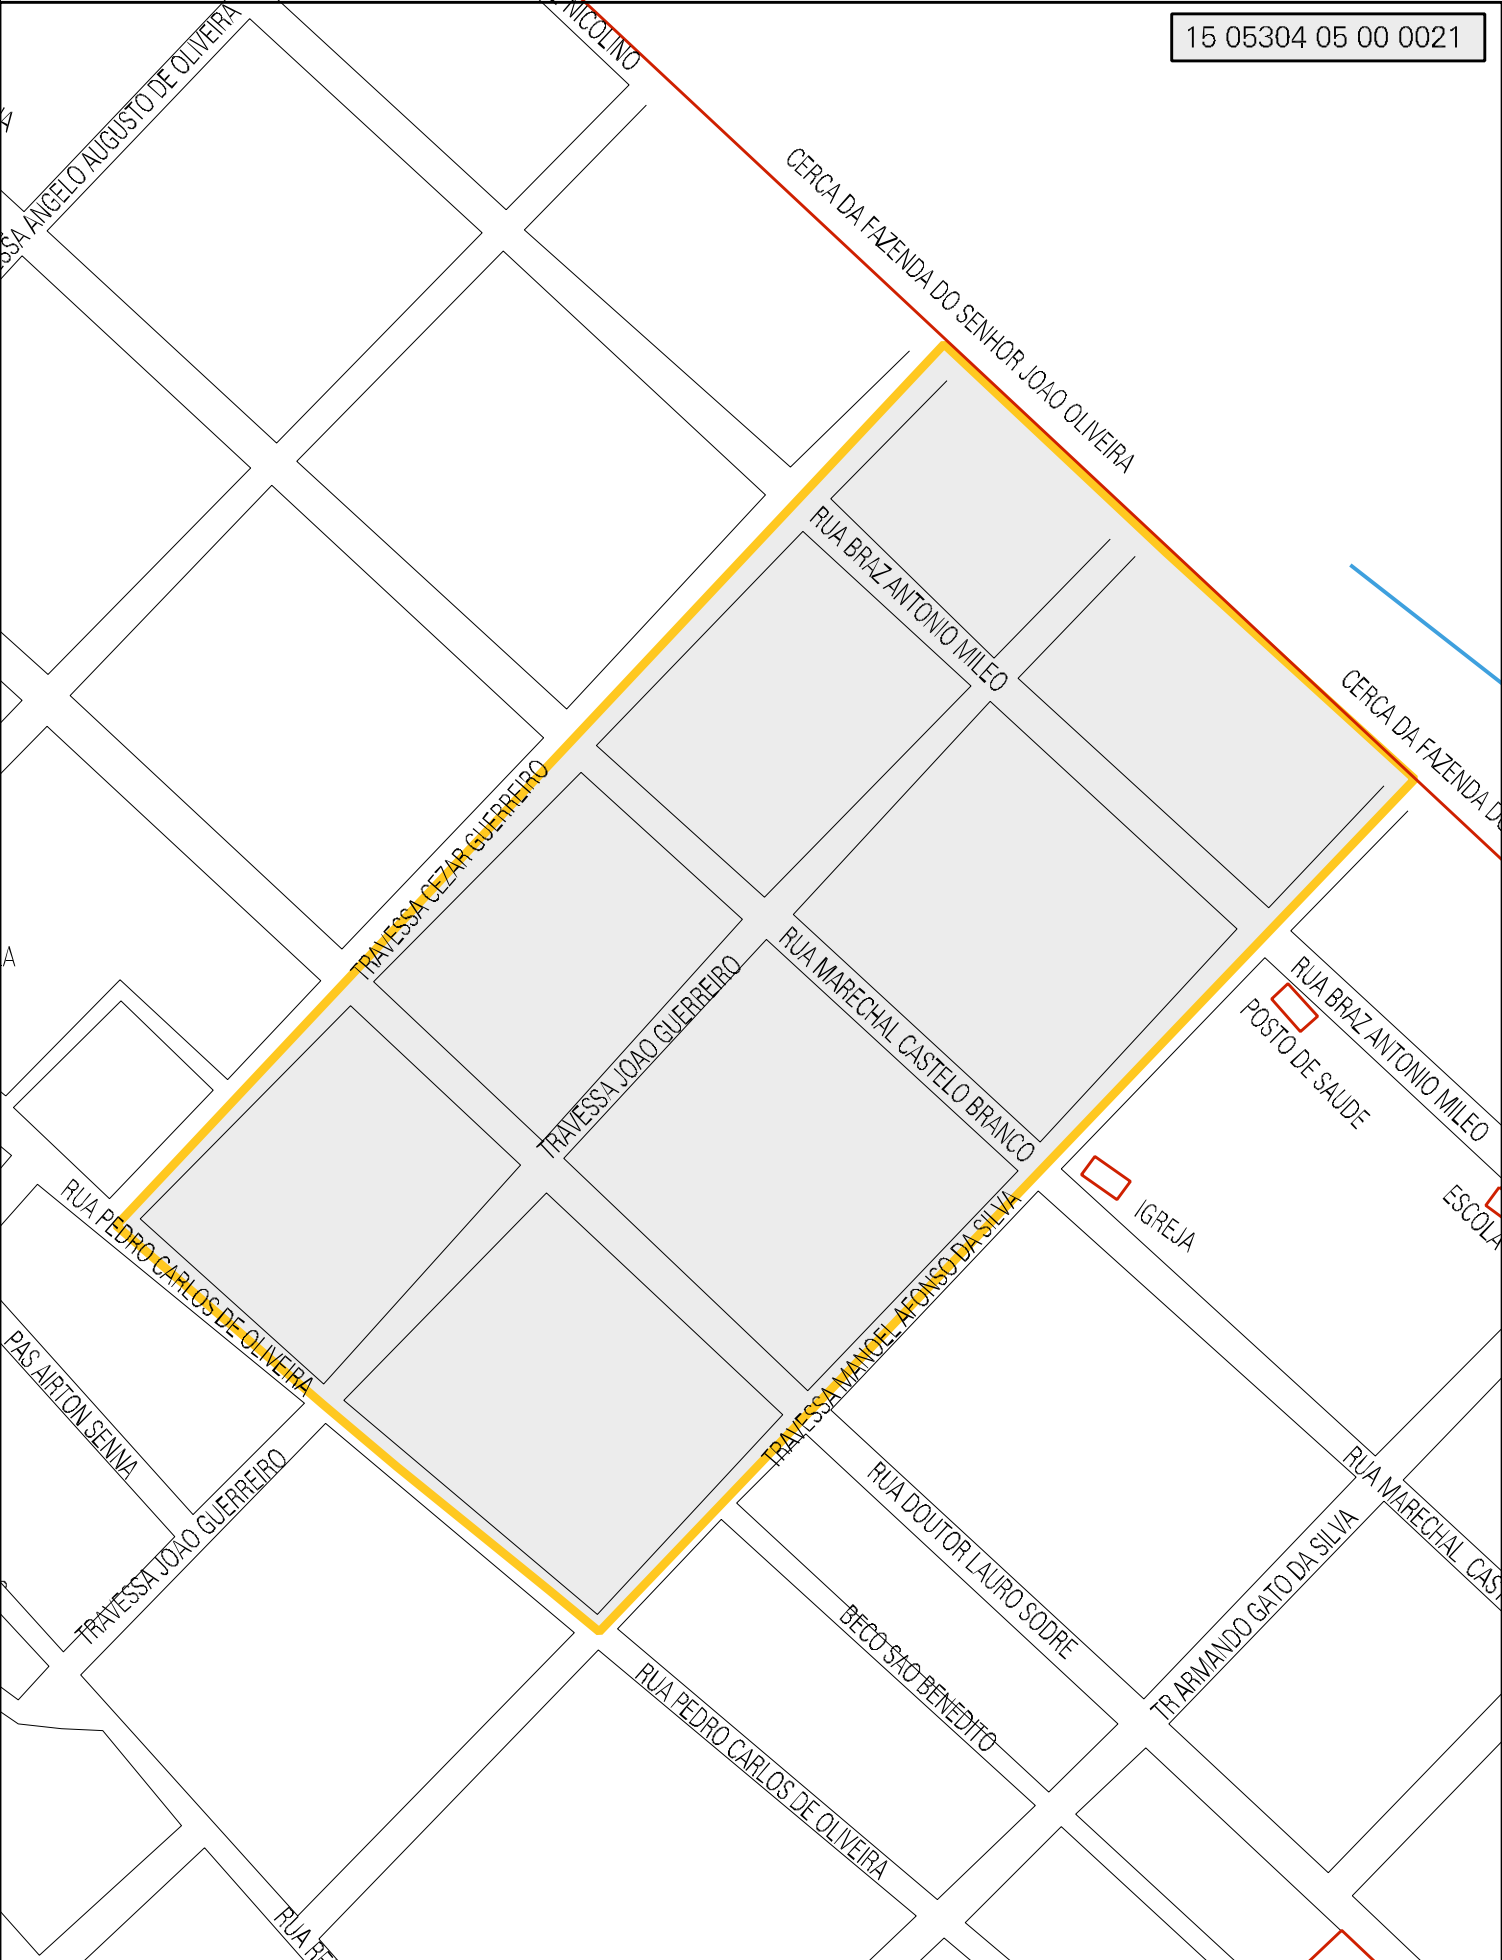 15 05304 05 00 0021
NICOLINO
ANGELO AUGUSTO DE OLIVEIRA
CERCA DA FAZENDA DO SENHOR JOAO OLIVEIRA
RUA BRAZ ANTONIO MILEO
CERCA DA FAZENDA
TRAVESSA CEZAR GUERREIRO
RUA MARECHAL CASTELO BRANCO
TRAVESSA JOAO GUERREIRO
RUA BRAZ ANTONIO MILEO
POSTO DE SAUDE
IGREJA
ESCOLA
RUA PEDRO CARLOS DE OLIVEIRA
TRAVESSA MANOEL AFONSO DA SILVA
PAS AIRTON SENNA
TRAVESSA JOAO GUERREIRO
RUA DOUTOR LAURO SODRE
RUA MARECHAL CAST
TR ARMANDO GATO DA SILVA
BECO SAO BENEDITO
RUA PEDRO CARLOS DE OLIVEIRA
RUA